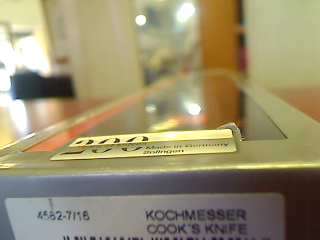 Made in Germany
Solingen
4582-7/16 KOCHMESSER
COOK'S KNIFE